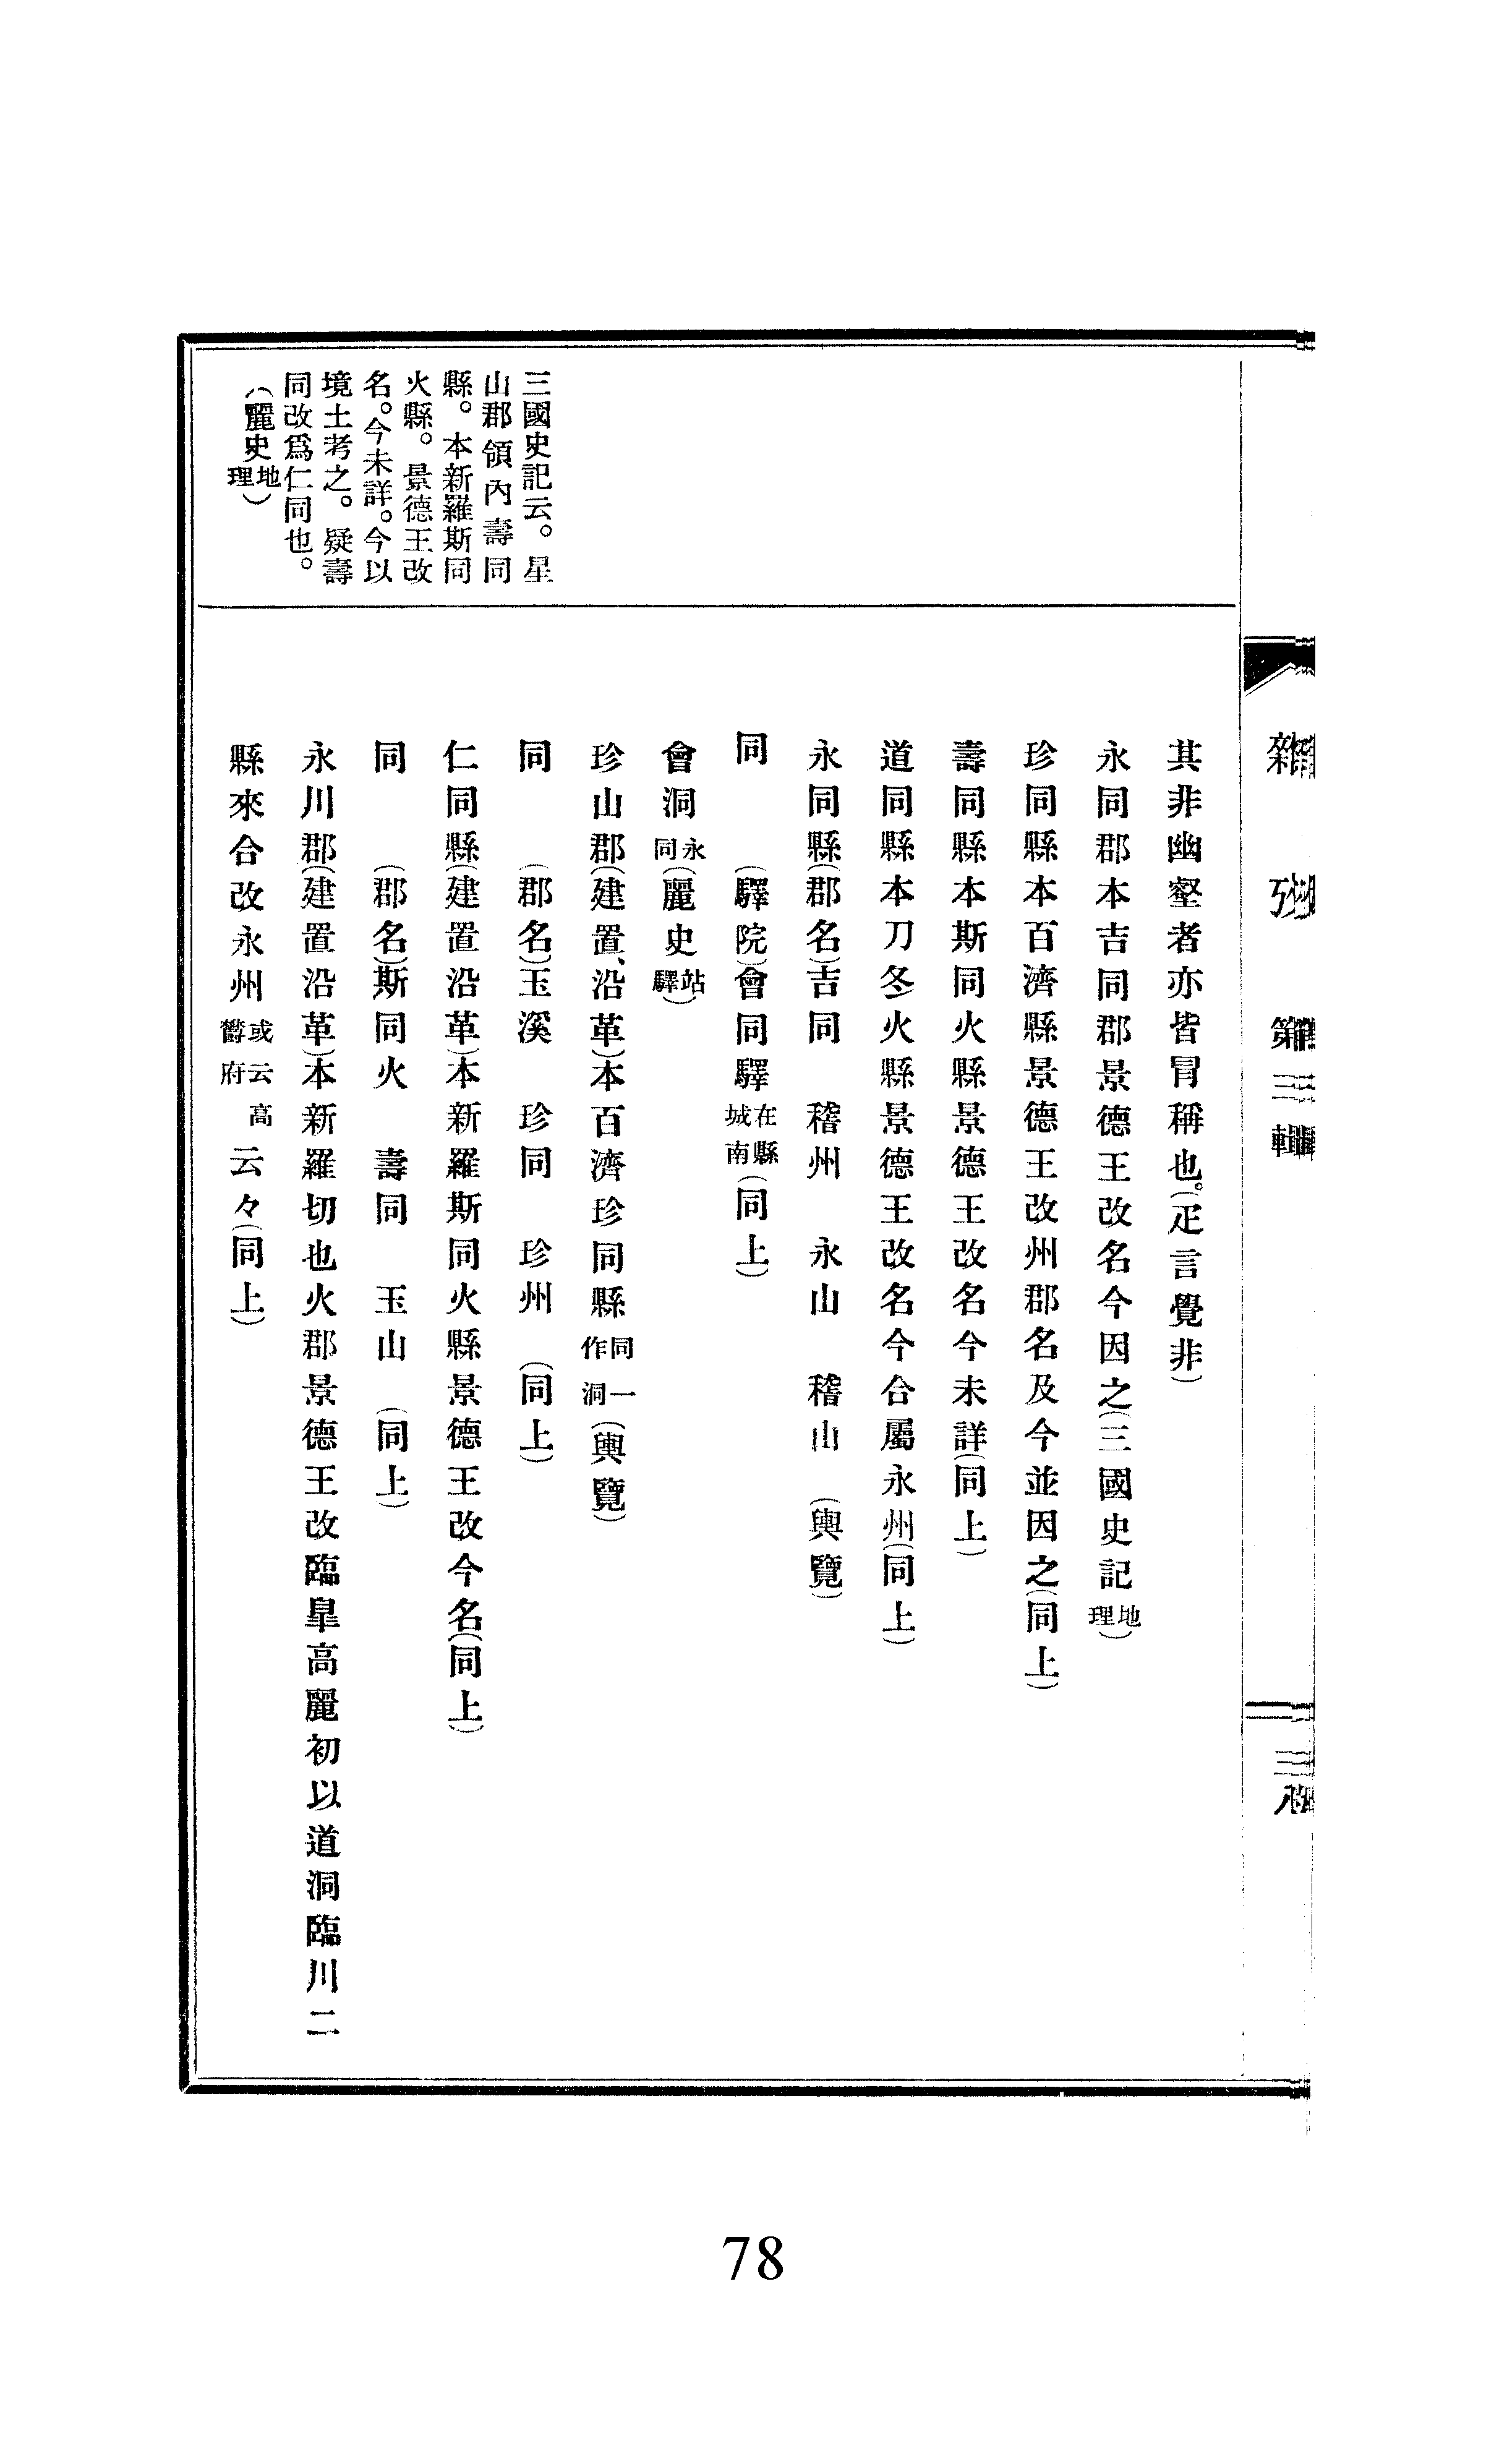 雜攷 第三輯 三八
其非幽壑者亦皆冒稱也。(疋言覺非)
永同郡本吉同郡景德王改名今因之(三國史記地理)
珍同縣本百濟縣景德王改州郡名及今並因之(同上)
壽同縣本斯同火縣景德王改名今未詳(同上)
道同縣本刀冬火縣景德王改名今合屬永州(同上)
永同縣(郡名)吉同 稽州 永山 稽山 (輿覽)
同 (驛院)會同驛在縣城南(同上)
會洞永同(麗史站驛)
珍山郡(建置、沿革)本百濟珍同縣同一作洞(輿覽)
同 (郡名)玉溪 珍同 珍州 (同上)
仁同縣(建置沿革)本新羅斯同火縣景德王改今名(同上)
同 (郡名)斯同火 壽同 玉山 (同上)
永川郡(建置沿革)本新羅切也火郡景德王改臨皐高麗初以道洞臨川二
縣來合改永州或云高鬱府云々(同上)
三國史記云。星
山郡領內壽同
縣。本新羅斯同
火縣。景德王改
名。今未詳。今以
境土考之。疑壽
同改爲仁同也。
(麗史地理)
78